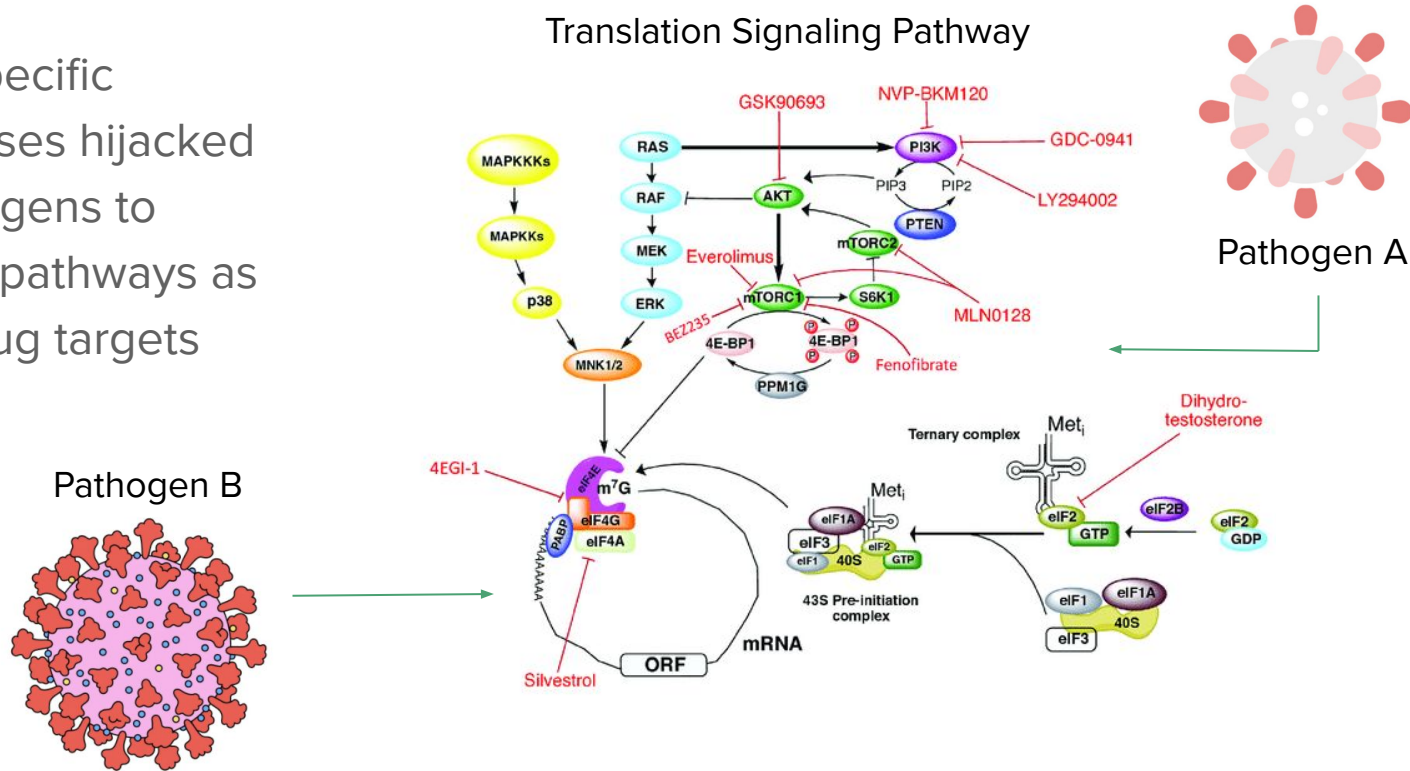 Translation Signaling Pathway
pecific
ses hijacked
gens to
pathways as
ug targets
Pathogen A
Pathogen B
GSK90693
NVP-BKM120
GDC-0941
LY294002
MAPKKKs
MAPKKs
p38
RAS
RAF
MEK
ERK
MNK1/2
PI3K
PIP3
PIP2
PTEN
AKT
mTORC2
Everolimus
mTORC1
S6K1
MLN0128
BEZ235
4E-BP1
P P
4E-BP1
P P
Fenofibrate
PPM1G
Dihydro-
testosterone
Ternary complex
Met i
eIF2
GTP
eIF2B
eIF2
GDP
4EGI-1
eIF4E
m7G
eIF4G
eIF4A
PABP
AAAAAAA
Met i
eIF1A
eIF3
eIF1
40S
eIF2
GTP
43S Pre-initiation
complex
eIF1
eIF1A
40S
eIF3
mRNA
ORF
Silvestrol